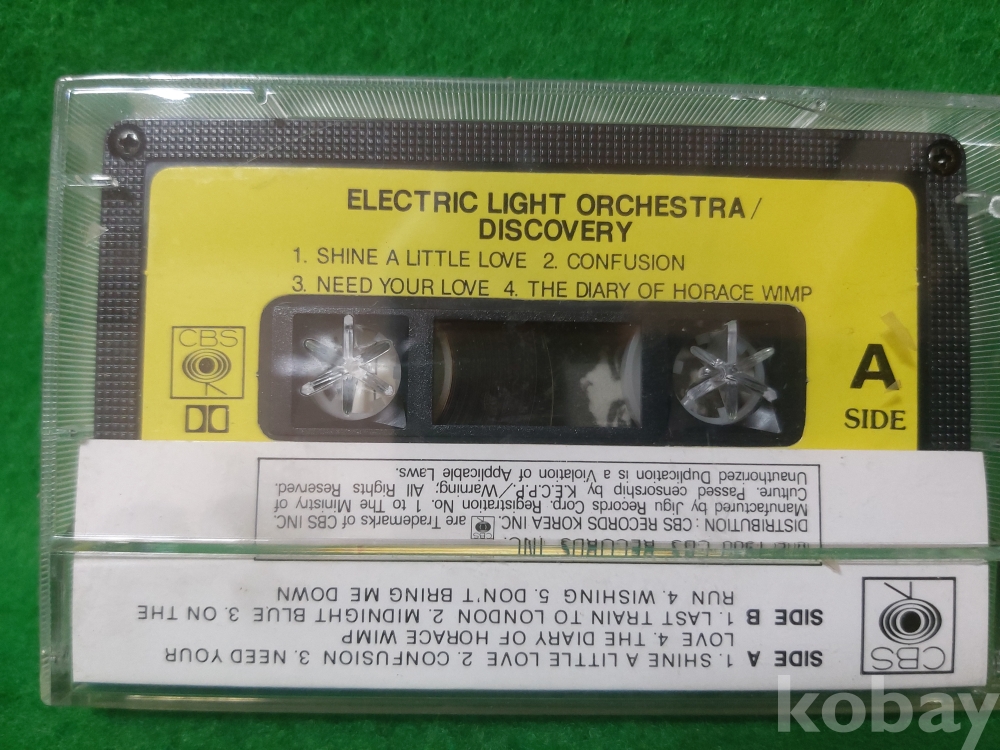 ELECTRIC LIGHT ORCHESTRA/
DISCOVERY
1. SHINE A LITTLE LOVE 2. CONFUSION
3. NEED YOUR LOVE 4. THE DIARY OF HORACE WIMP
CBS
A
SIDE
SIDE A 1. SHINE A LITTLE LOVE 2. CONFUSION 3. NEED YOUR
LOVE 4. THE DIARY OF HORACE WIMP
SIDE B 1. LAST TRAIN TO LONDON 2. MIDNIGHT BLUE 3. ON THE
RUN 4. WISHING 5. DON'T BRING ME DOWN
CBS
CBS RECORDS INC.
DISTRIBUTION : CBS RECORDS KOREA INC. CBS are Trademarks of CBS INC.
Manufactured by Jigu Records Corp. Registration No. 1 to The Ministry of
Culture. Passed censorship by K.E.C.P.P./Warning; All Rights Reserved.
Unauthorized Duplication is a Violation of Applicable Laws.
kobay